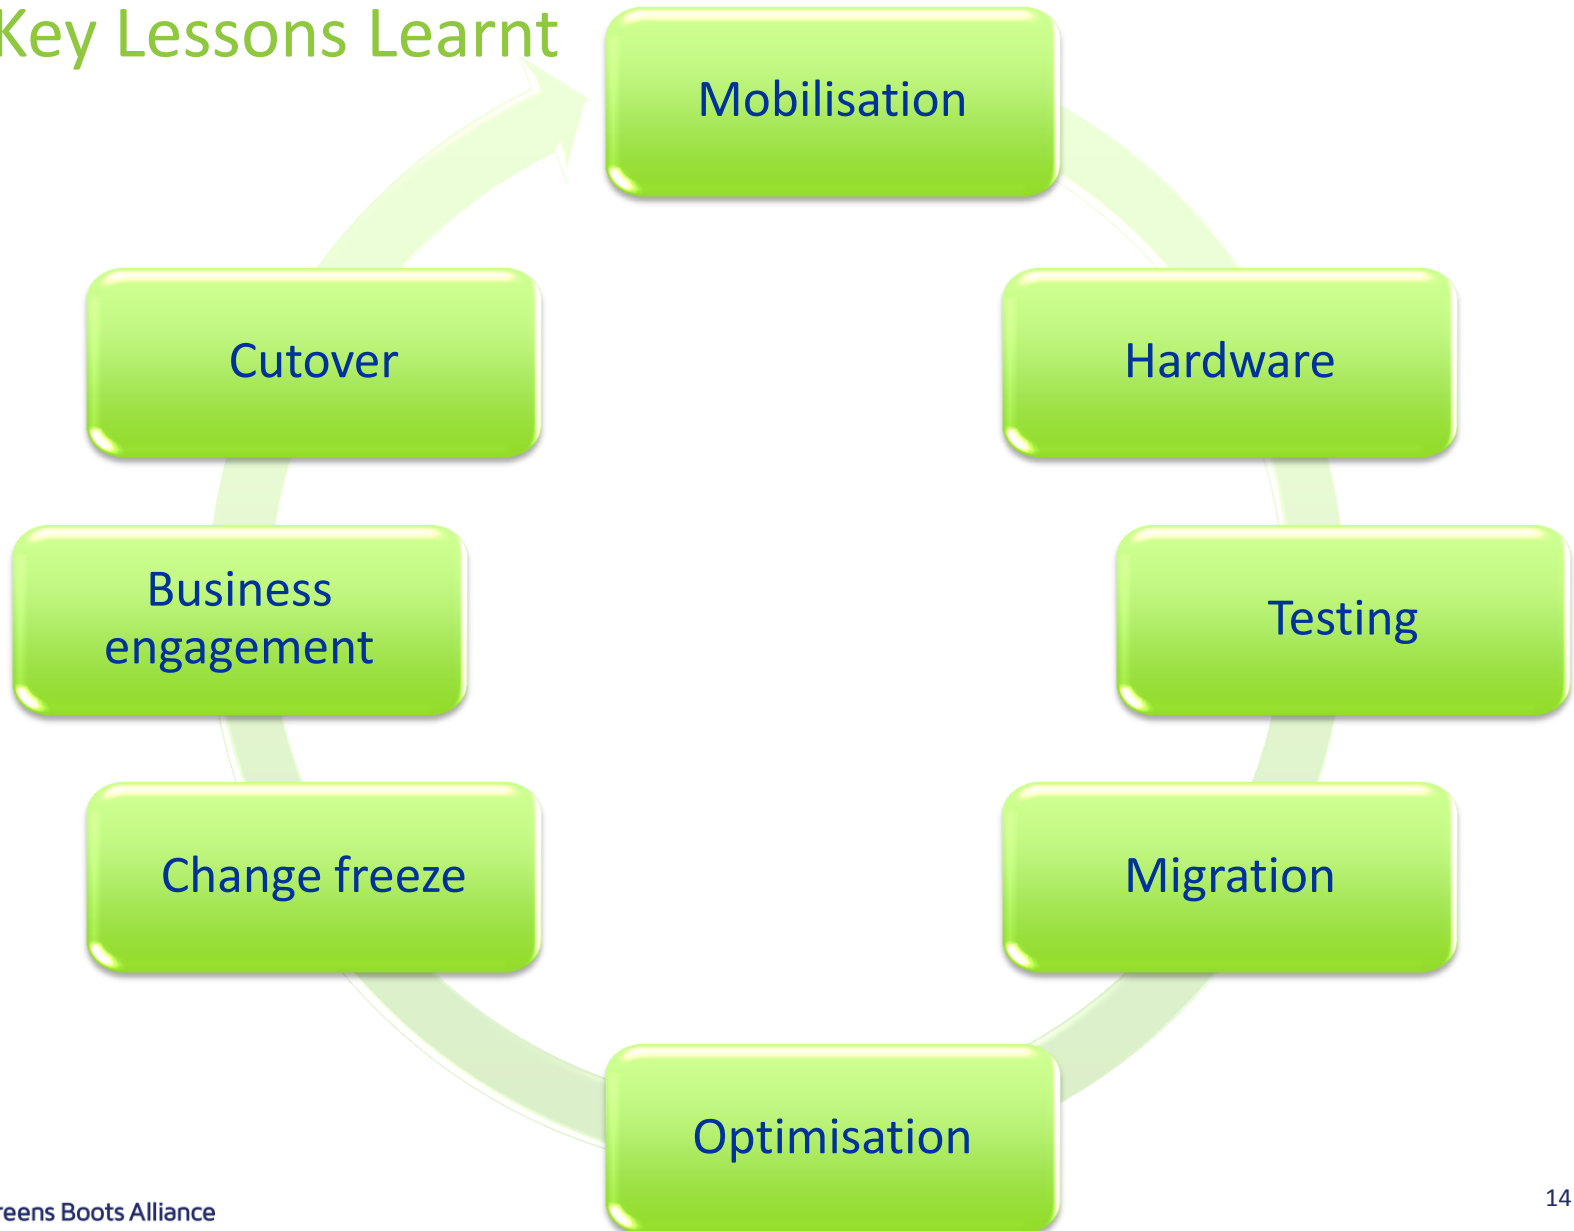 Key Lessons Learnt
Mobilisation
Hardware
Testing
Migration
Optimisation
Change freeze
Business
engagement
Cutover
reens Boots Alliance
14